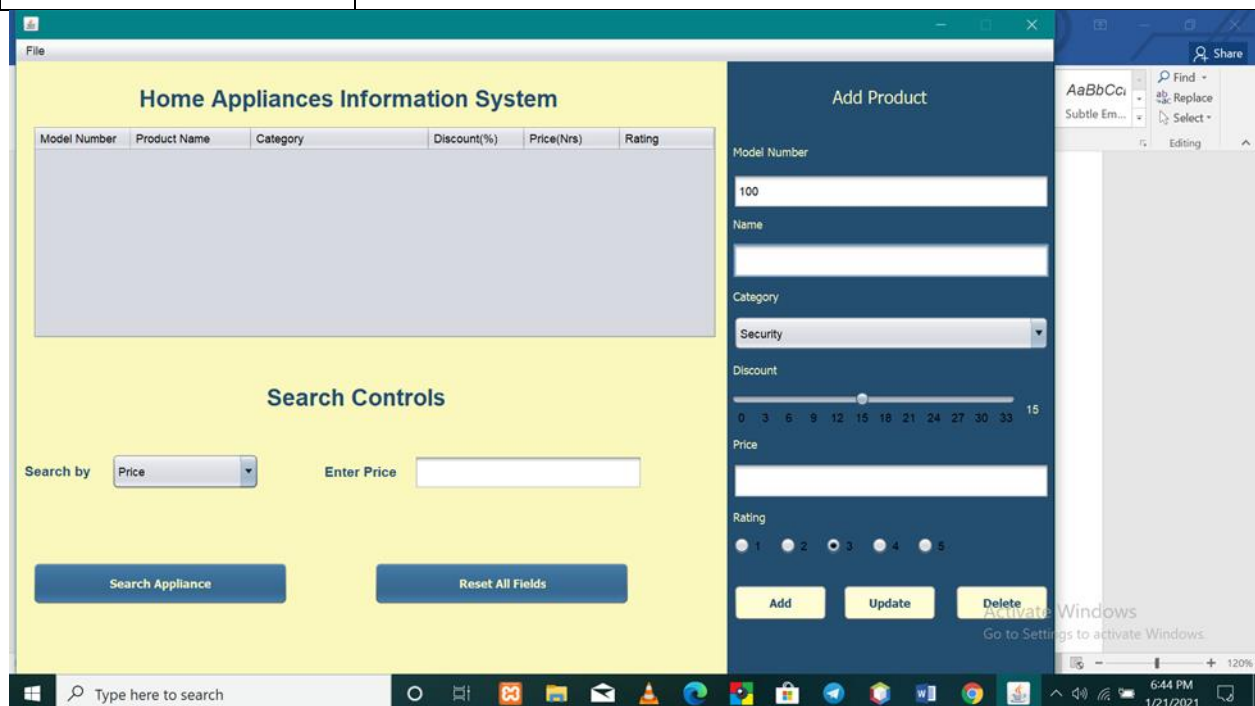 Share
File
Home Appliances Information System
Model Number Product Name Category Discount(%) Price(Nrs) Rating
Search Controls
Search by Price Enter Price
Search Appliance Reset All Fields
Add Product
Model Number
100
Name
Category
Security
Discount
15
0 3 6 9 12 15 18 21 24 27 30 33
Price
Rating
1 2 3 4 5
Add Update Delete
AaBbCcl
Subtle Em...
Find
Replace
Select
Editing
Activate Windows
Go to Settings to activate Windows.
120%
Type here to search
6:44 PM
1/21/2021